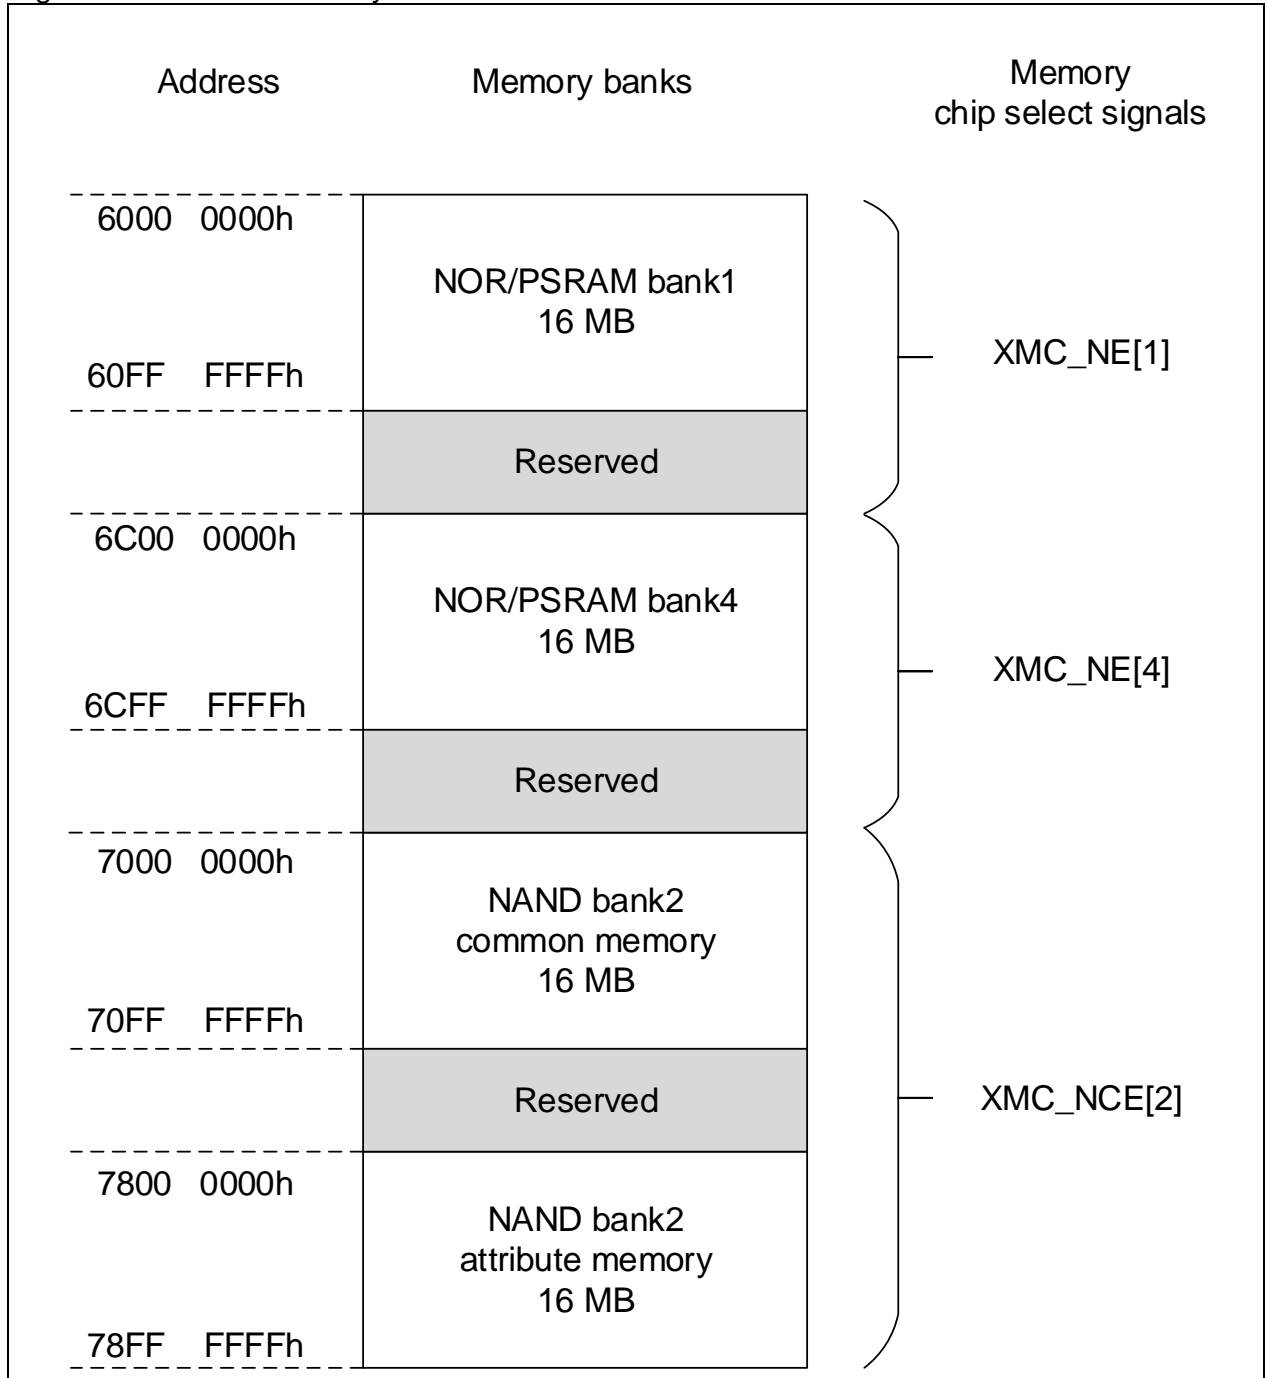 Address
Memory banks
Memory
chip select signals
6000 0000h
NOR/PSRAM bank1
16 MB
60FF FFFFh
XMC_NE[1]
Reserved
6C00 0000h
NOR/PSRAM bank4
16 MB
6CFF FFFFh
XMC_NE[4]
Reserved
7000 0000h
NAND bank2
common memory
16 MB
70FF FFFFh
Reserved
XMC_NCE[2]
7800 0000h
NAND bank2
attribute memory
16 MB
78FF FFFFh